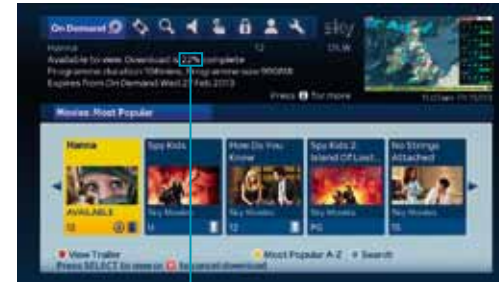 On Demand
sky
Hanna 12
Available to view. Download is 22% complete
Programme duration Programme size
Expires from On Demand Wed 27 Feb 2013
Press for more
Movies: Most Popular
Hanna Spy Kids How Do You Know Spy Kids 2: Island Of Lost... No Strings Attached
AVAILABLE Sky Movies Sky Movies Sky Movies Sky Movies
12 U 12 PG 15
View Trailer Most Popular A-Z Search
Press SELECT to view or to cancel download